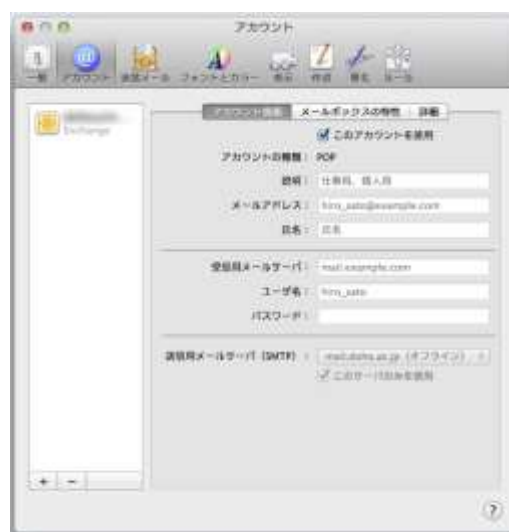 アカウント
一般 アカウント 迷惑メール フォントとカラー 表示 作成 署名 ルール
Exchange
アカウント情報 メールボックスの特性 詳細
このアカウントを使用
アカウントの種類： POP
説明： 仕事用、個人用
メールアドレス： hiro_sato@example.com
氏名： 氏名
受信用メールサーバ： mail.example.com
ユーザ名： hiro_sato
パスワード：
送信用メールサーバ (SMTP) ： (オフライン)
このサーバのみを使用